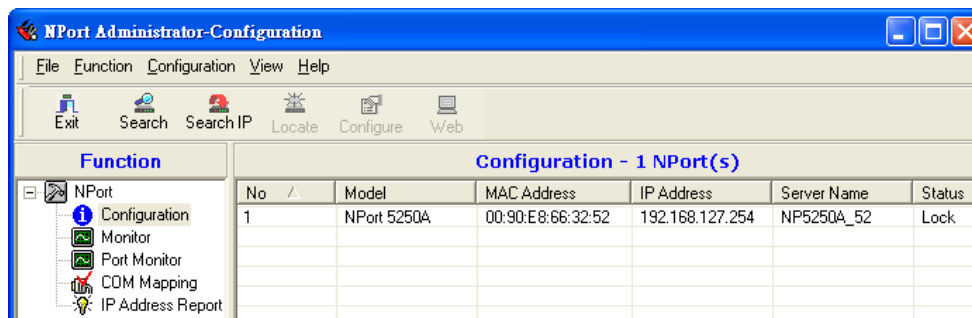 NPort Administrator-Configuration
File Function Configuration View Help
Exit Search Search IP Locate Configure Web
Function
Configuration - 1 NPort(s)
NPort
Configuration
Monitor
Port Monitor
COM Mapping
IP Address Report
No Model MAC Address IP Address Server Name Status
1 NPort 5250A 00:90:E8:66:32:52 192.168.127.254 NP5250A_52 Lock